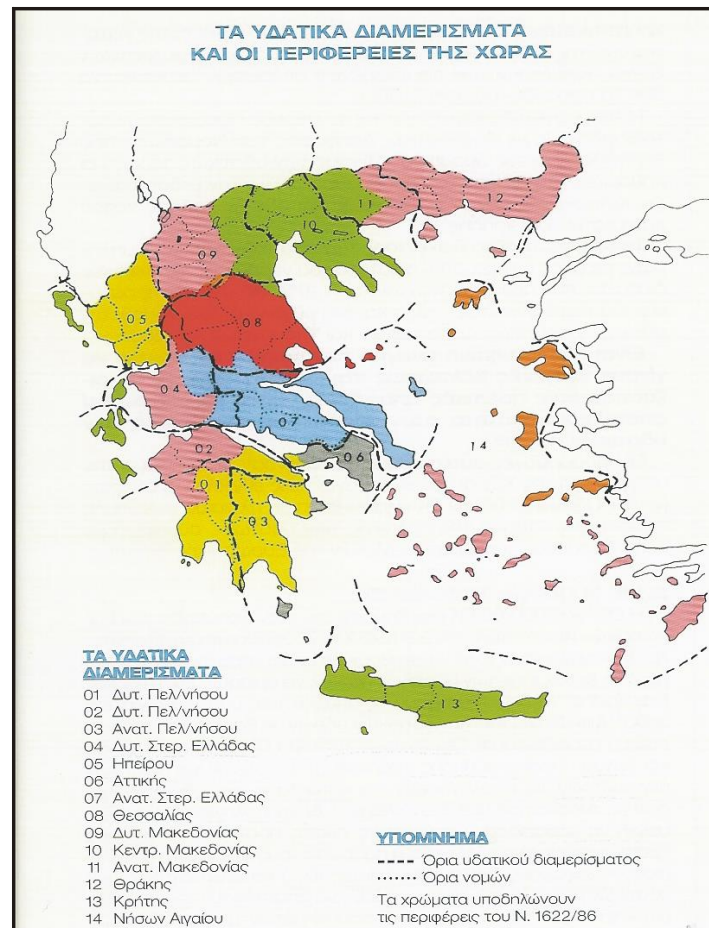 ΤΑ ΥΔΑΤΙΚΑ ΔΙΑΜΕΡΙΣΜΑΤΑ
ΚΑΙ ΟΙ ΠΕΡΙΦΕΡΕΙΕΣ ΤΗΣ ΧΩΡΑΣ
11
12
10
09
05
08
04
07
14
02
06
01
03
13
ΤΑ ΥΔΑΤΙΚΑ
ΔΙΑΜΕΡΙΣΜΑΤΑ
01 Δυτ. Πελ/νήσου
02 Δυτ. Πελ/νήσου
03 Ανατ. Πελ/νήσου
04 Δυτ. Στερ. Ελλάδας
05 Ηπείρου
06 Αττικής
07 Ανατ. Στερ. Ελλάδας
08 Θεσσαλίας
09 Δυτ. Μακεδονίας
10 Κεντρ. Μακεδονίας
11 Ανατ. Μακεδονίας
12 Θράκης
13 Κρήτης
14 Νήσων Αιγαίου
ΥΠΟΜΝΗΜΑ
Όρια υδατικού διαμερίσματος
Όρια νομών
Τα χρώματα υποδηλώνουν
τις περιφέρεις του Ν. 1622/86